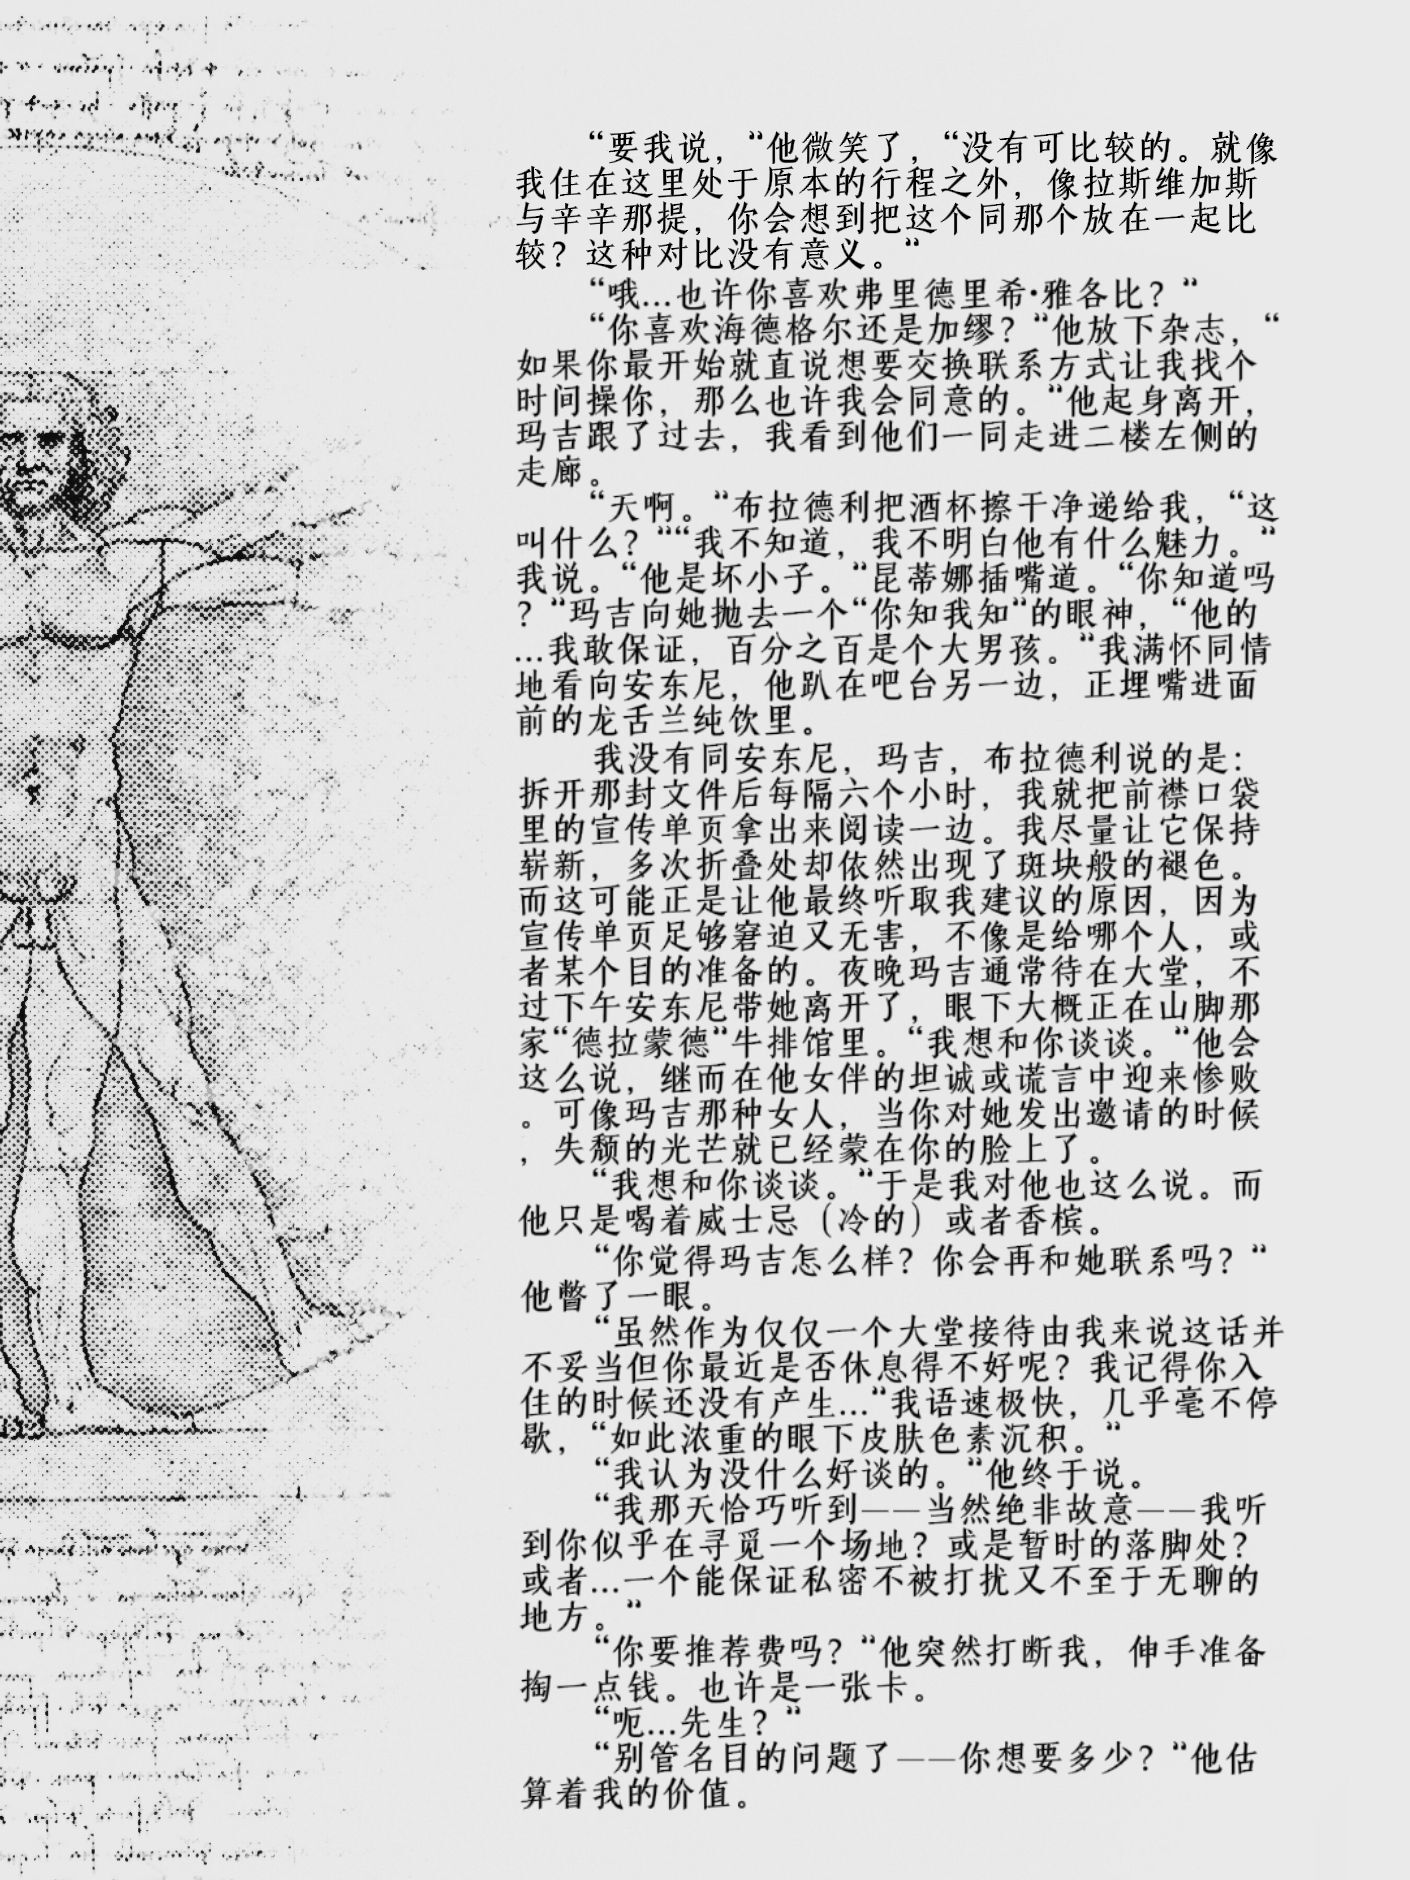 “要我说，“他微笑了，“没有可比较的。就像
我住在这里处于原本的行程之外，像拉斯维加斯
与辛辛那提，你会想到把这个同那个放在一起比
较？这种对比没有意义。“
“哦...也许你喜欢弗里德里希·雅各比？“
“你喜欢海德格尔还是加缪？“他放下杂志，“
如果你最开始就直说想要交换联系方式让我找个
时间操你，那么也许我会同意的。“他起身离开，
玛吉跟了过去，我看到他们一同走进二楼左侧的
走廊。
“天啊。“布拉德利把酒杯擦干净递给我，“这
叫什么？““我不知道，我不明白他有什么魅力。“
我说。“他是坏小子。“昆蒂娜插嘴道。“你知道吗
？“玛吉向她抛去一个“你知我知“的眼神，“他的
...我敢保证，百分之百是个大男孩。“我满怀同情
地看向安东尼，他趴在吧台另一边，正埋嘴进面
前的龙舌兰纯饮里。
我没有同安东尼，玛吉，布拉德利说的是：
拆开那封文件后每隔六个小时，我就把前襟口袋
里的宣传单页拿出来阅读一边。我尽量让它保持
崭新，多次折叠处却依然出现了斑块般的褪色。
而这可能正是让他最终听取我建议的原因，因为
宣传单页足够窘迫又无害，不像是给哪个人，或
者某个目的准备的。夜晚玛吉通常待在大堂，不
过下午安东尼带她离开了，眼下大概正在山脚那
家“德拉蒙德“牛排馆里。“我想和你谈谈。“他会
这么说，继而在他女伴的坦诚或谎言中迎来惨败
。可像玛吉那种女人，当你对她发出邀请的时候
，失颓的光芒就已经蒙在你的脸上了。
“我想和你谈谈。“于是我对他也这么说。而
他只是喝着威士忌（冷的）或者香槟。
“你觉得玛吉怎么样？你会再和她联系吗？“
他瞥了一眼。
“虽然作为仅仅一个大堂接待由我来说这话并
不妥当但你最近是否休息得不好呢？我记得你入
住的时候还没有产生...“我语速极快，几乎毫不停
歇，“如此浓重的眼下皮肤色素沉积。“
“我认为没什么好谈的。“他终于说。
“我那天恰巧听到——当然绝非故意——我听
到你似乎在寻觅一个场地？或是暂时的落脚处？
或者...一个能保证私密不被打扰又不至于无聊的
地方。“
“你要推荐费吗？“他突然打断我，伸手准备
掏一点钱。也许是一张卡。
“呃...先生？“
“别管名目的问题了——你想要多少？“他估
算着我的价值。